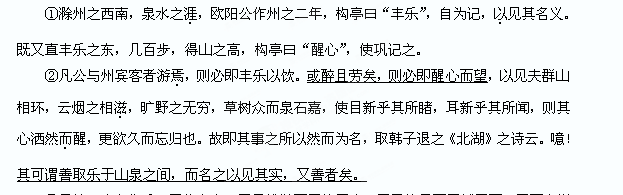 ①滁州之西南，泉水之涯，欧阳公作州之二年，构亭曰“丰乐”，自为记，以见其名义。
既又直丰乐之东，几百步，得山之高，构亭曰“醒心”，使巩记之。
②凡公与州宾客者游焉，则必即丰乐以饮。或醉且劳矣，则必即醒心而望，以见夫群山
相环，云烟之相滋，旷野之无穷，草树众而泉石嘉，使目新乎其所睹，耳新乎其所闻，则其
心洒然而醒，更欲久而忘归也。故即其事之所以然而为名，取韩子退之《北湖》之诗云。噫！
其可谓善取乐于山泉之间，而名之以见其实，又善者矣。